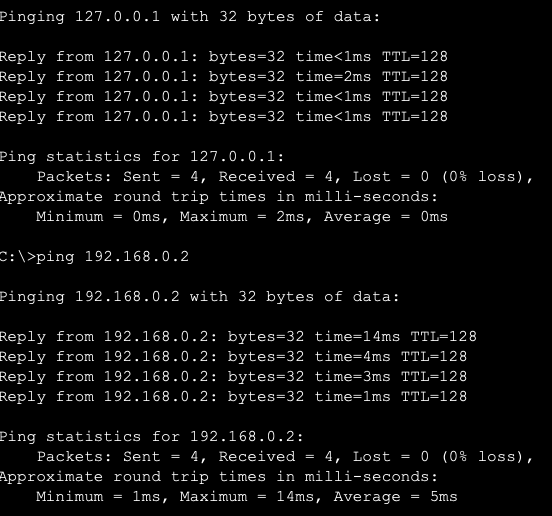 Pinging 127.0.0.1 with 32 bytes of data:
Reply from 127.0.0.1: bytes=32 time<1ms TTL=128
Reply from 127.0.0.1: bytes=32 time=2ms TTL=128
Reply from 127.0.0.1: bytes=32 time<1ms TTL=128
Reply from 127.0.0.1: bytes=32 time<1ms TTL=128
Ping statistics for 127.0.0.1:
Packets: Sent = 4, Received = 4, Lost = 0 (0% loss),
Approximate round trip times in milli-seconds:
Minimum = 0ms, Maximum = 2ms, Average = 0ms
C:\>ping 192.168.0.2
Pinging 192.168.0.2 with 32 bytes of data:
Reply from 192.168.0.2: bytes=32 time=14ms TTL=128
Reply from 192.168.0.2: bytes=32 time=4ms TTL=128
Reply from 192.168.0.2: bytes=32 time=3ms TTL=128
Reply from 192.168.0.2: bytes=32 time=1ms TTL=128
Ping statistics for 192.168.0.2:
Packets: Sent = 4, Received = 4, Lost = 0 (0% loss),
Approximate round trip times in milli-seconds:
Minimum = 1ms, Maximum = 14ms, Average = 5ms